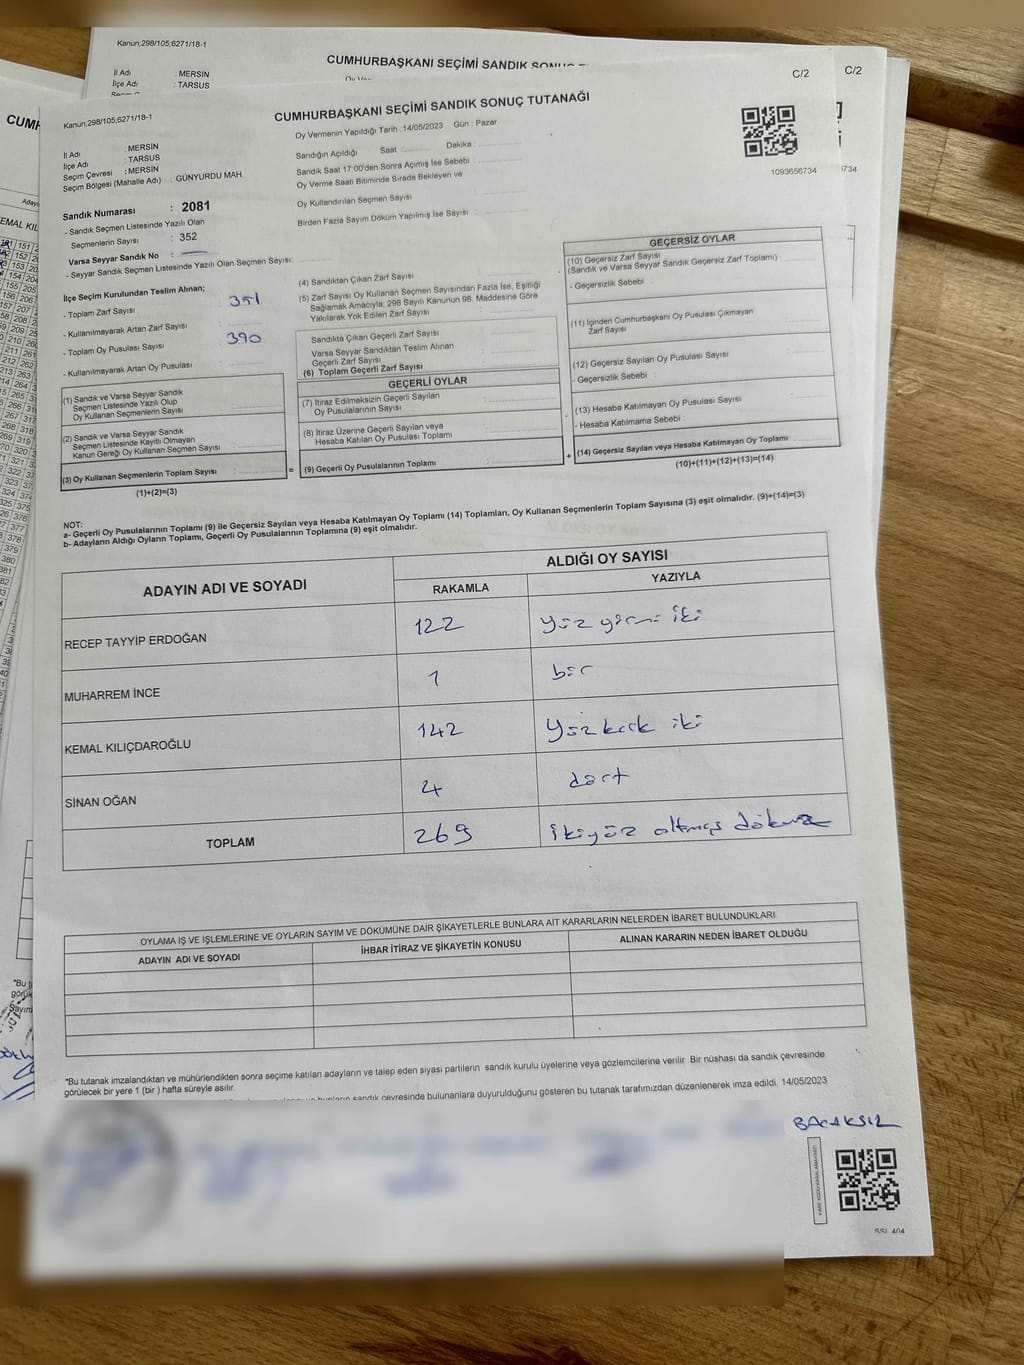 Kanun;298/105,6271/18-1
CUMHURBAŞKANI SEÇİMİ SANDIK
C/2
C/2
İl Adı : MERSİN
İlçe Adı : TARSUS
CUMHURBAŞKANI SEÇİMİ SANDIK SONUÇ TUTANAĞI
Kanun;298/105,6271/18-1
Oy Vermenin Yapıldığı Tarih :14/05/2023 Gün : Pazar
İl Adı : MERSİN
İlçe Adı : TARSUS
Seçim Çevresi : MERSİN
Seçim Bölgesi (Mahalle Adı) : GÜNYURDU MAH.
Sandığın Açıldığı Saat : Dakika :
Sandık Saat 17:00'den Sonra Açımış İse Sebebi :
Oy Verme Saati Bitiminde Sırada Bekleyen ve
Oy Kullandırılan Seçmen Sayısı :
Birden Fazla Sayım Döküm Yapılmış İse Sayısı :
1093656734
Sandık Numarası : 2081
- Sandık Seçmen Listesinde Yazılı Olan
Seçmenlerin Sayısı : 352
Varsa Seyyar Sandık No :
- Seyyar Sandık Seçmen Listesinde Yazılı Olan Seçmen Sayısı:
İlçe Seçim Kurulundan Teslim Alınan;
- Toplam Zarf Sayısı : 351
- Kullanılmayarak Artan Zarf Sayısı :
- Toplam Oy Pusulası Sayısı : 390
- Kullanılmayarak Artan Oy Pusulası :
(1) Sandık ve Varsa Seyyar Sandık
Seçmen Listesinde Yazılı Olup
Oy Kullanan Seçmenlerin Sayısı :
(2) Sandık ve Varsa Seyyar Sandık
Seçmen Listesinde Kayıtlı Olmayan
Kanun Gereği Oy Kullanan Seçmen Sayısı :
(3) Oy Kullanan Seçmenlerin Toplam Sayısı :
(1)+(2)=(3)
(4) Sandıktan Çıkan Zarf Sayısı :
(5) Zarf Sayısı Oy Kullanan Seçmen Sayısından Fazla İse, Eşitliği
Sağlamak Amacıyla, 298 Sayılı Kanunun 98. Maddesine Göre
Yakılarak Yok Edilen Zarf Sayısı :
Sandıkta Çıkan Geçerli Zarf Sayısı :
Varsa Seyyar Sandıktan Teslim Alınan
Geçerli Zarf Sayısı :
(6) Toplam Geçerli Zarf Sayısı :
GEÇERLİ OYLAR
(7) İtiraz Edilmeksizin Geçerli Sayılan
Oy Pusulalarının Sayısı :
(8) İtiraz Üzerine Geçerli Sayılan veya
Hesaba Katılan Oy Pusulası Toplamı :
(9) Geçerli Oy Pusulalarının Toplamı :
GEÇERSİZ OYLAR
(10) Geçersiz Zarf Sayısı
(Sandık ve Varsa Seyyar Sandık Geçersiz Zarf Toplamı) :
- Geçersizlik Sebebi :
(11) İçinden Cumhurbaşkanı Oy Pusulası Çıkmayan
Zarf Sayısı :
(12) Geçersiz Sayılan Oy Pusulası Sayısı :
- Geçersizlik Sebebi :
(13) Hesaba Katılmayan Oy Pusulası Sayısı :
- Hesaba Katılmama Sebebi :
(14) Geçersiz Sayılan veya Hesaba Katılmayan Oy Toplamı
(10)+(11)+(12)+(13)=(14)
NOT:
a- Geçerli Oy Pusulalarının Toplamı (9) ile Geçersiz Sayılan veya Hesaba Katılmayan Oy Toplamı (14) Toplamları, Oy Kullanan Seçmenlerin Toplam Sayısına (3) eşit olmalıdır. (9)+(14)=(3)
b- Adayların Aldığı Oyların Toplamı, Geçerli Oy Pusulalarının Toplamına (9) eşit olmalıdır.
ADAYIN ADI VE SOYADI
ALDIĞI OY SAYISI
RAKAMLA YAZIYLA
RECEP TAYYİP ERDOĞAN 122 yüz yirmi iki
MUHARREM İNCE 1 bir
KEMAL KILIÇDAROĞLU 142 yüz kırk iki
SİNAN OĞAN 4 dört
TOPLAM 269 ikiyüz altmış dokuz
OYLAMA İŞ VE İŞLEMLERİNE VE OYLARIN SAYIM VE DÖKÜMÜNE DAİR ŞİKAYETLERLE BUNLARA AİT KARARLARIN NELERDEN İBARET BULUNDUKLARI
ADAYIN ADI VE SOYADI İHBAR İTİRAZ VE ŞİKAYETİN KONUSU ALINAN KARARIN NEDEN İBARET OLDUĞU
*Bu tutanak imzalandıktan ve mühürlendikten sonra seçime katılan adayların ve talep eden siyasi partilerin sandık kurulu üyelerine veya gözlemcilerine verilir Bir nüshası da sandık çevresinde
görülecek bir yere 1 (bir ) hafta süreyle asılır.
sandık çevresinde bulunanlara duyurulduğunu gösteren bu tutanak tarafımızdan düzenlenerek imza edildi. 14/05/2023
BACAKSIZ